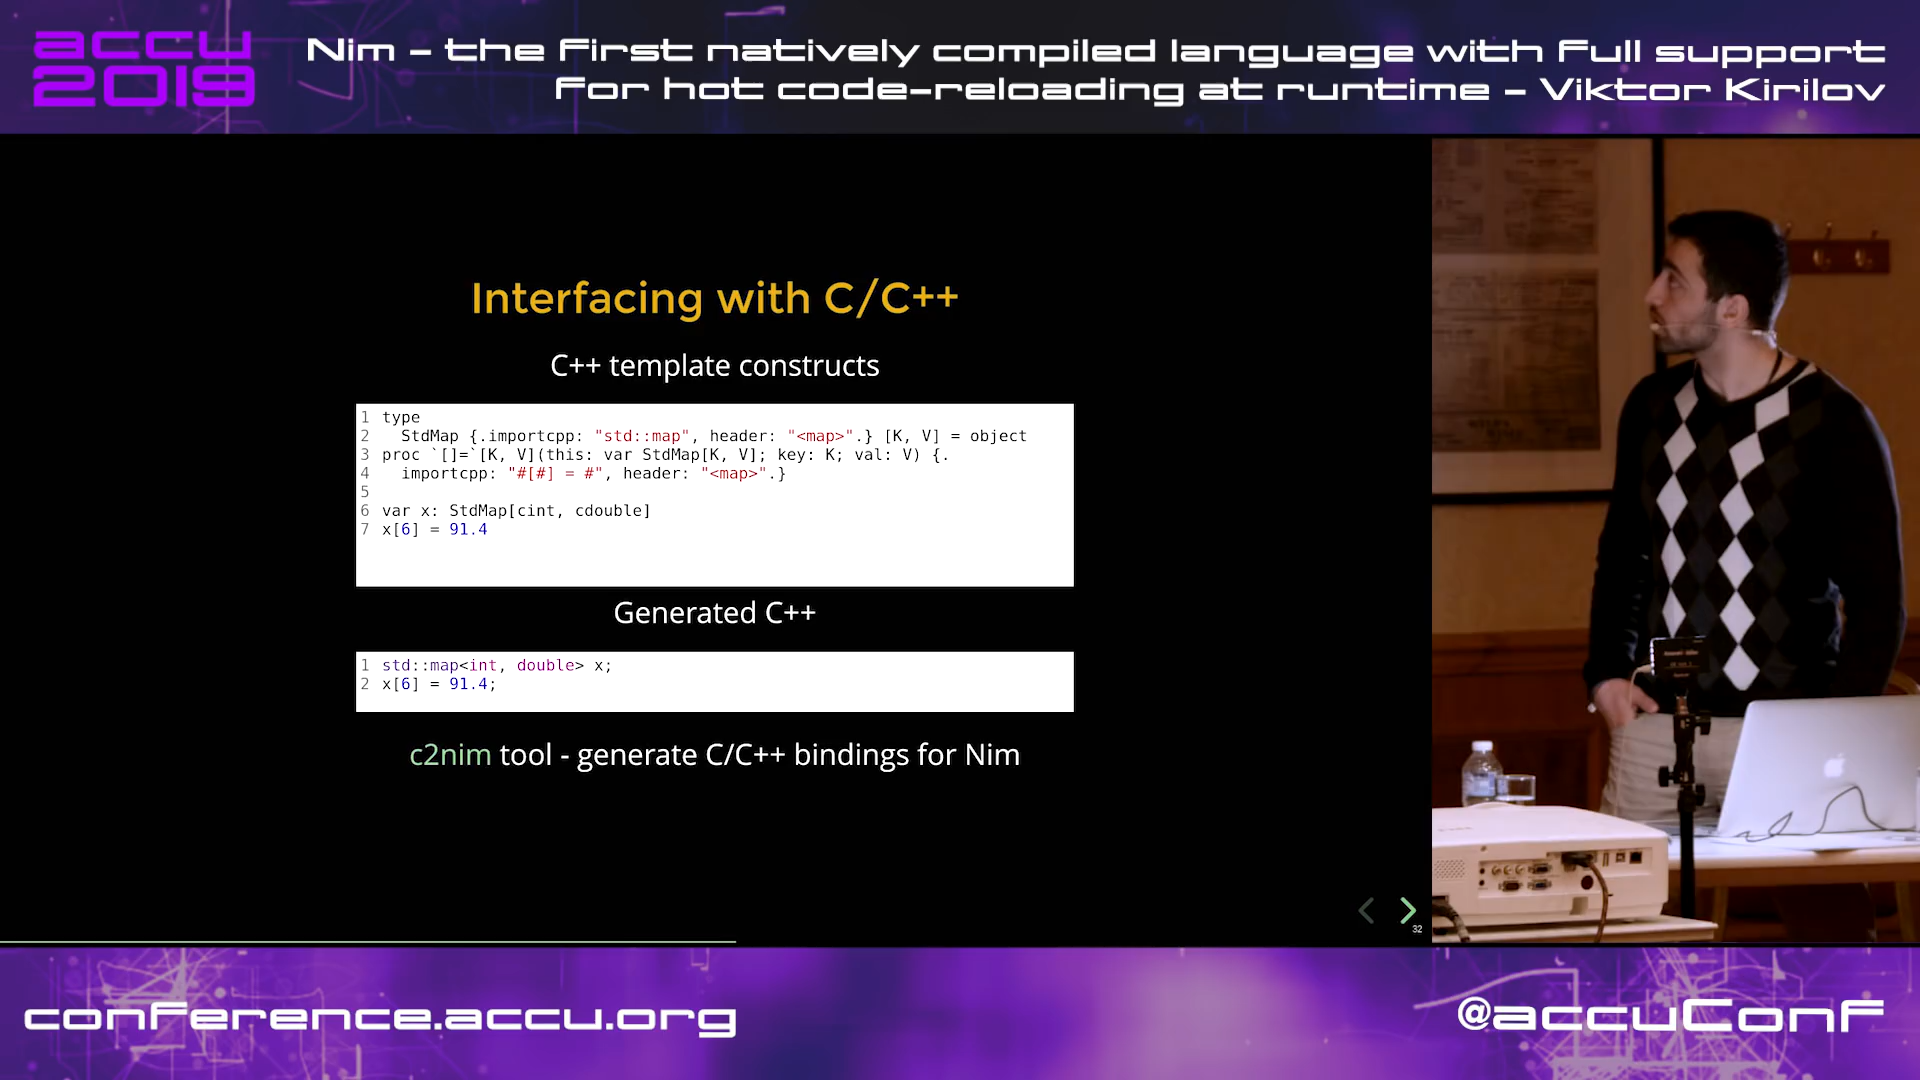 accu
2019
Nim – the first natively compiled language with full support
for hot code-reloading at runtime – Viktor Kirilov
Interfacing with C/C++
C++ template constructs
1 type
2   StdMap {.importcpp: "std::map", header: "<map>".} [K, V] = object
3 proc `[]=`[K, V](this: var StdMap[K, V]; key: K; val: V) {.
4   importcpp: "#[#] = #", header: "<map>".}
5
6 var x: StdMap[cint, cdouble]
7 x[6] = 91.4
Generated C++
1 std::map<int, double> x;
2 x[6] = 91.4;
c2nim tool - generate C/C++ bindings for Nim
32
conference.accu.org
@accuConf